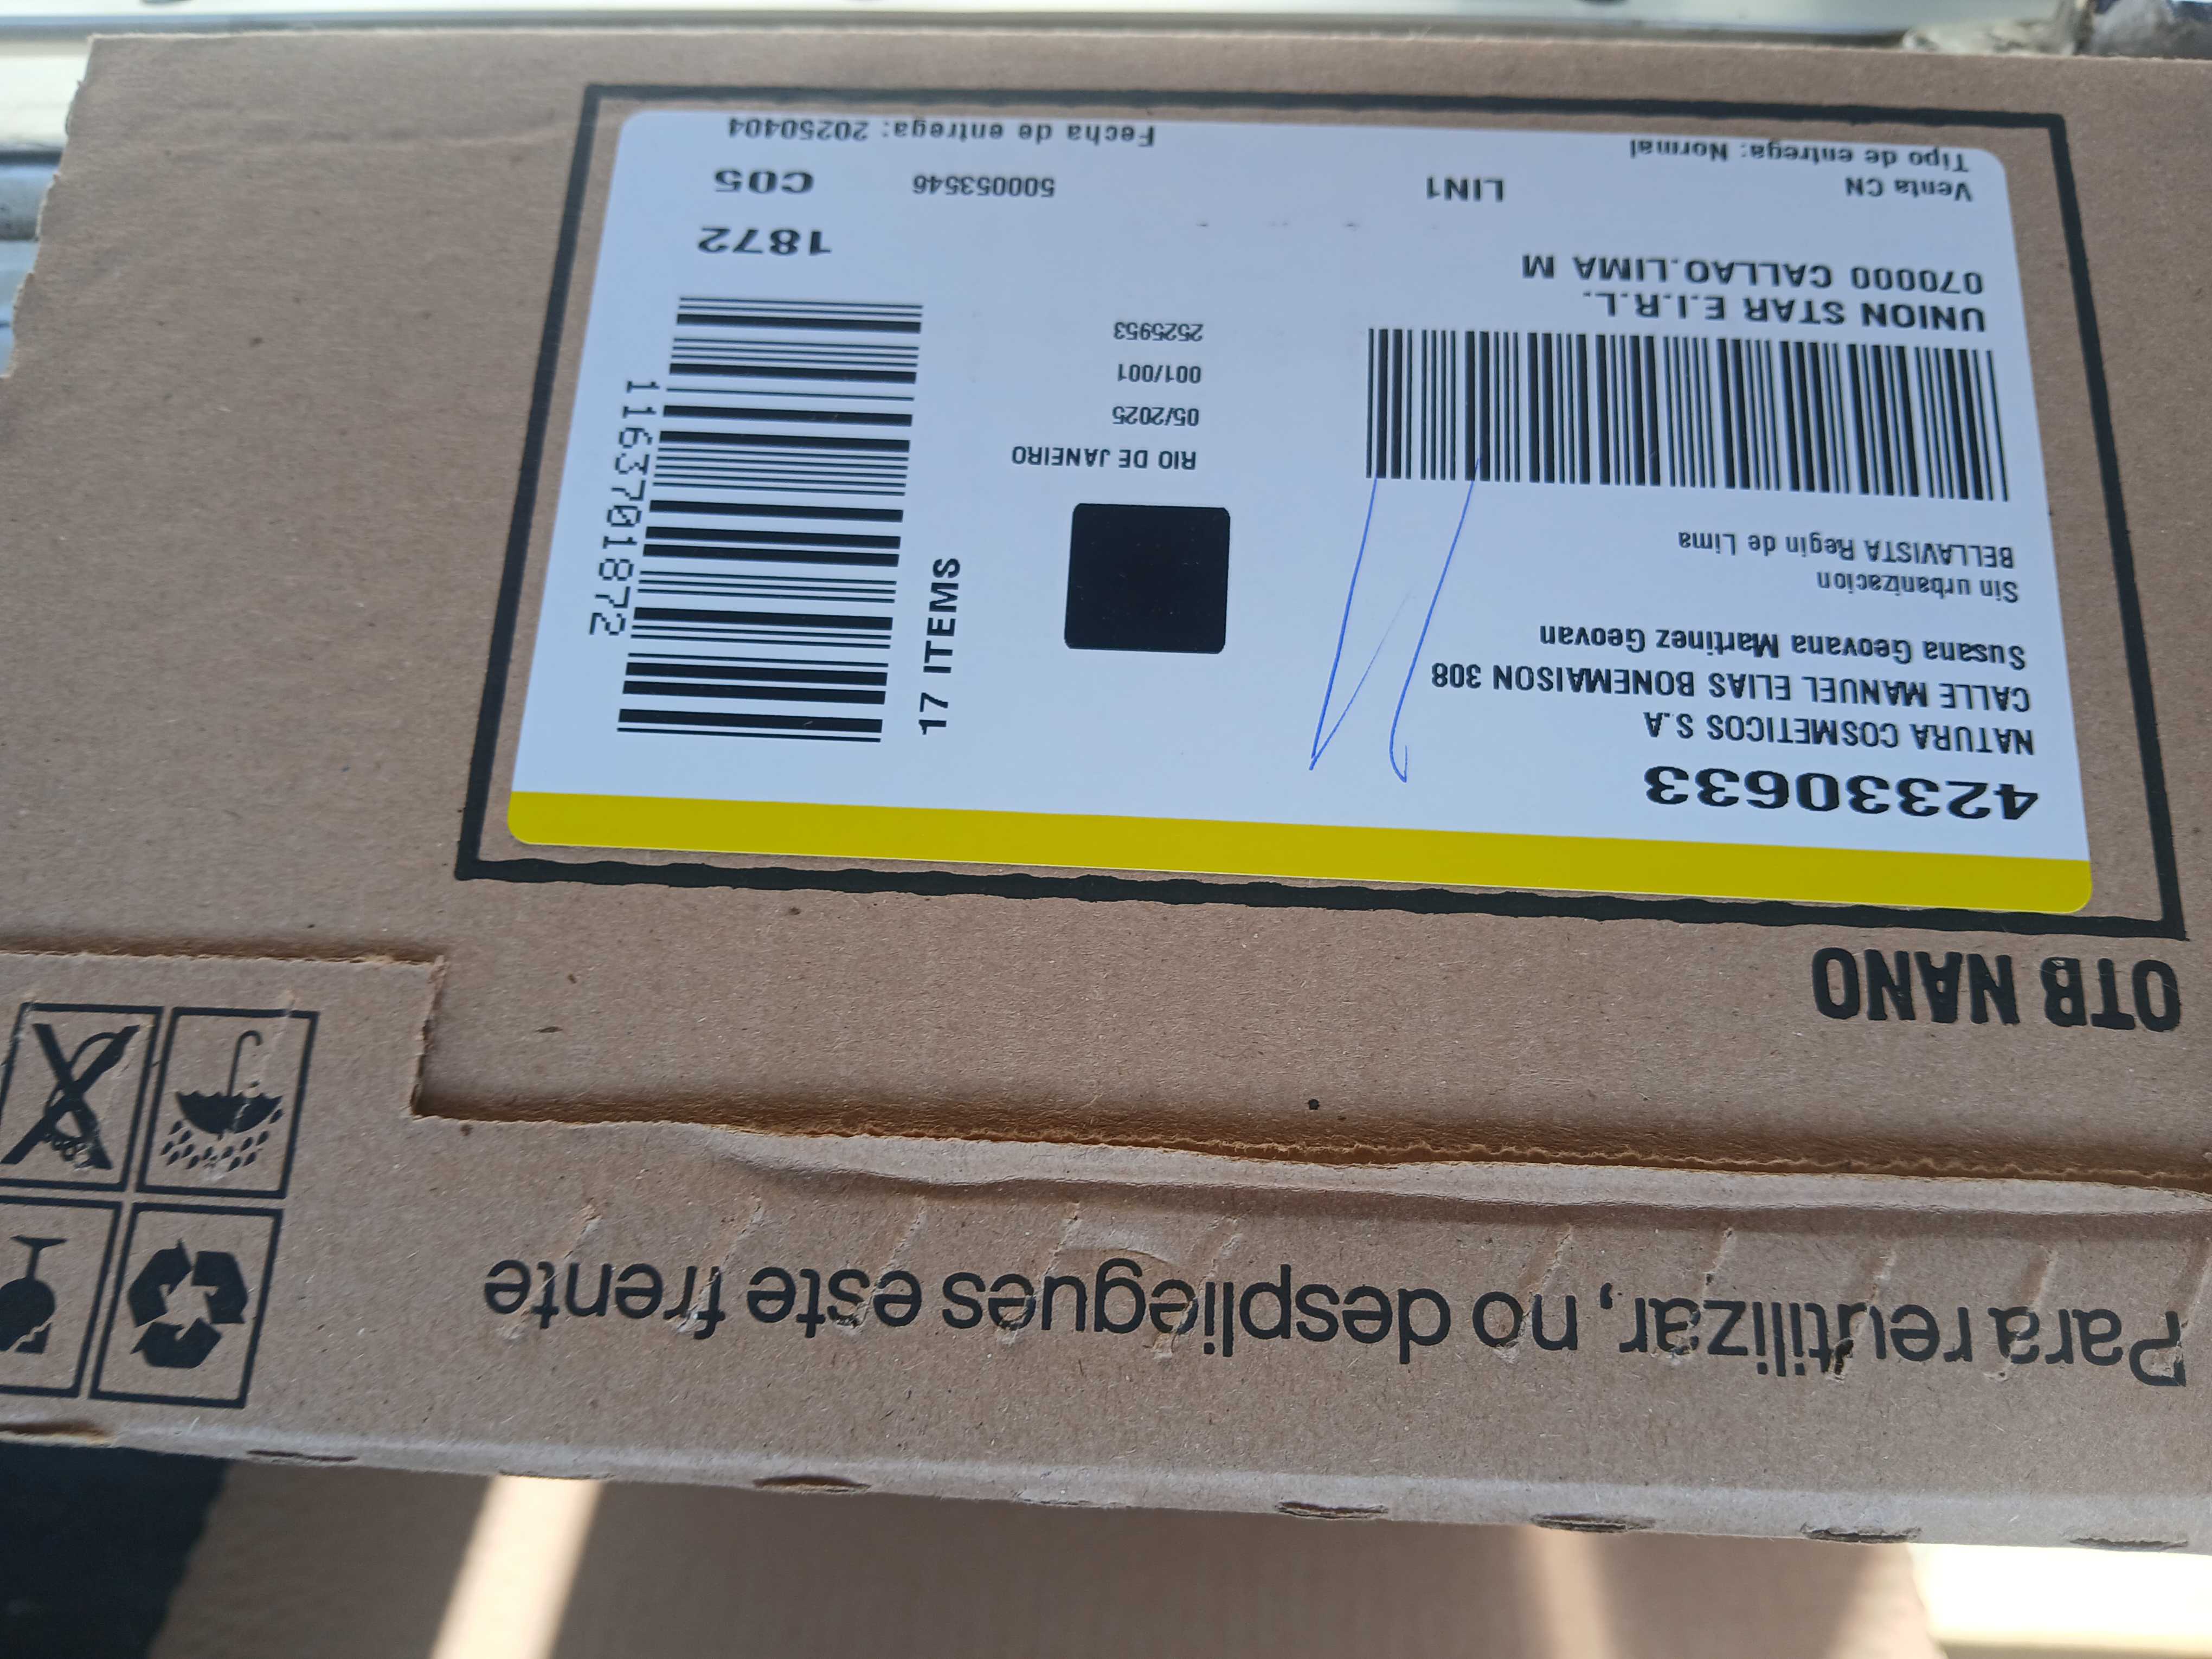 Para reutilizar, no despliegues este frente
OTB NANO
42330633
NATURA COSMETICOS S.A
CALLE MANUEL ELIAS BONEMAISON 308
Susana Geovana Martinez Geovan
Sin urbanizacion
BELLAVISTA Regin de Lima
UNION STAR E.I.R.L.
070000 CALLAO.LIMA M
Venta CN
LIN1
Tipo de entrega: Normal
RIO DE JANEIRO
05/2025
001/001
2525953
17 ITEMS
1163701872
1872
500053546
C05
Fecha de entrega: 20250404